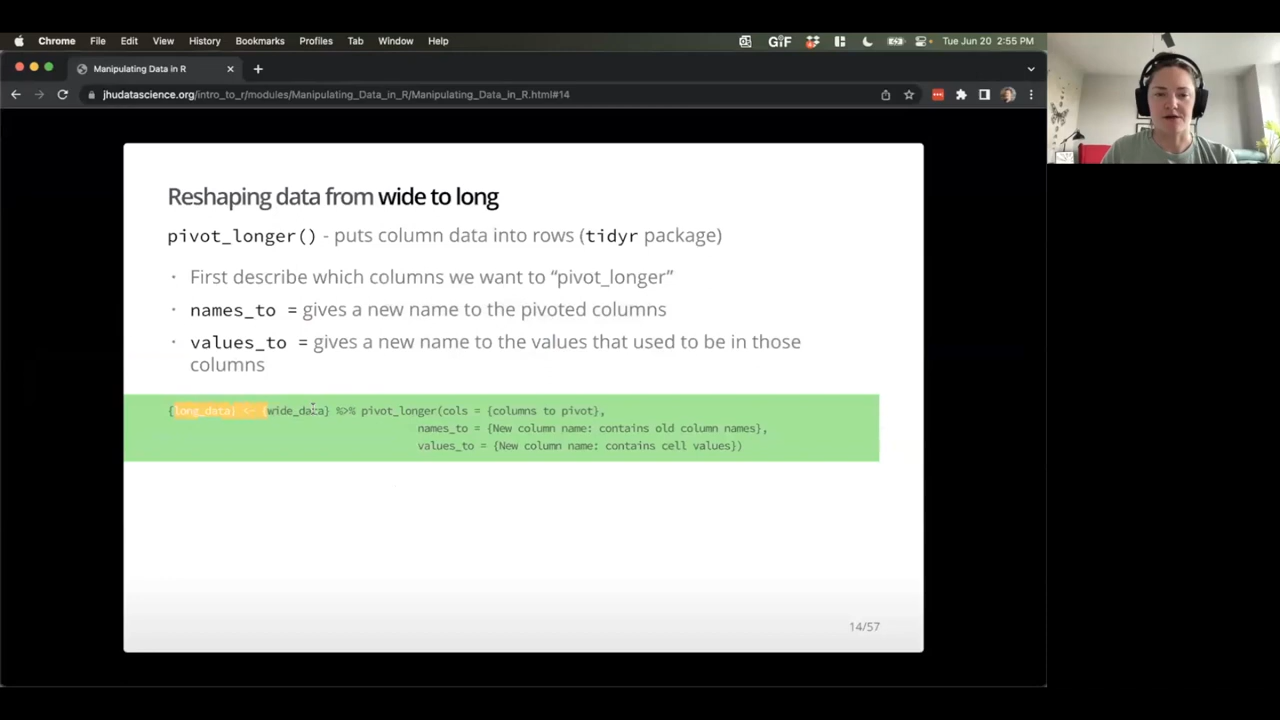 Chrome File Edit View History Bookmarks Profiles Tab Window Help GIF Tue Jun 20 2:55 PM
Manipulating Data in R
jhudatascience.org/intro_to_r/modules/Manipulating_Data_in_R/Manipulating_Data_in_R.html#14
Reshaping data from wide to long
pivot_longer() - puts column data into rows (tidyr package)
· First describe which columns we want to “pivot_longer”
· names_to = gives a new name to the pivoted columns
· values_to = gives a new name to the values that used to be in those
columns
{long_data} <- {wide_data} %>% pivot_longer(cols = {columns to pivot},
names_to = {New column name: contains old column names},
values_to = {New column name: contains cell values})
14/57